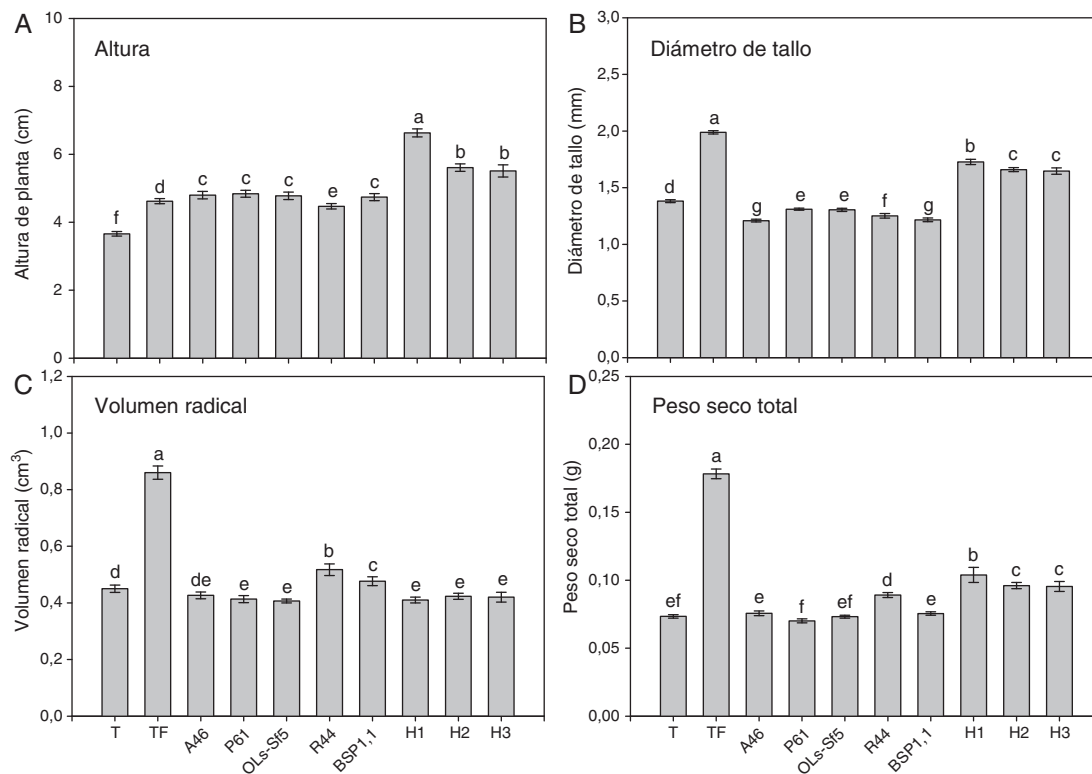 A
Altura
Altura de planta (cm)
10
8
6
4
2
0
f
d
c
c
c
e
c
a
b
b
B
Diámetro de tallo
Diámetro de tallo (mm)
3,0
2,5
2,0
1,5
1,0
0,5
0,0
d
a
g
e
e
f
g
b
c
c
C
Volumen radical
Volumen radical (cm³)
1,2
1,0
0,8
0,6
0,4
0,2
0,0
d
a
de
e
e
b
c
e
e
e
T
TF
A46
P61
OLs-Sf5
R44
BSP1,1
H1
H2
H3
D
Peso seco total
Peso seco total (g)
0,25
0,20
0,15
0,10
0,05
0,00
ef
a
e
f
ef
d
e
b
c
c
T
TF
A46
P61
OLs-Sf5
R44
BSP1,1
H1
H2
H3